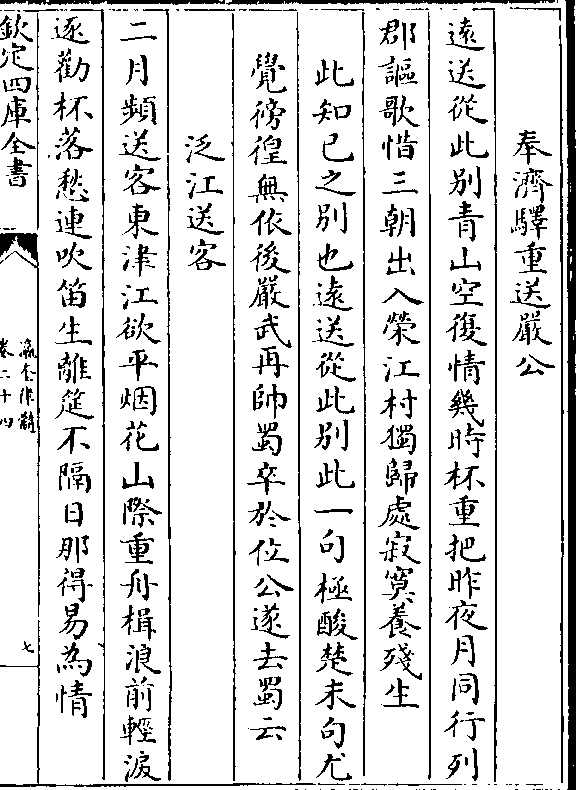 奉濟驛重送嚴公
遠送從此别青山空復情幾時杯重把昨夜月同行列
郡謳歌惜三朝出入榮江村獨歸處寂寞養殘生
此知已之别也遠送從此别此一句極酸楚末句尤
覺徬徨無依後嚴武再帥蜀卒於位公遂去蜀云
泛江送客
二月頻送客東津江欲平烟花山際重舟楫浪前輕淚
逐勸杯落愁連吹笛生離筵不隔日那得易為情
欽定四庫全書
瀛奎律髓
卷二十四
七